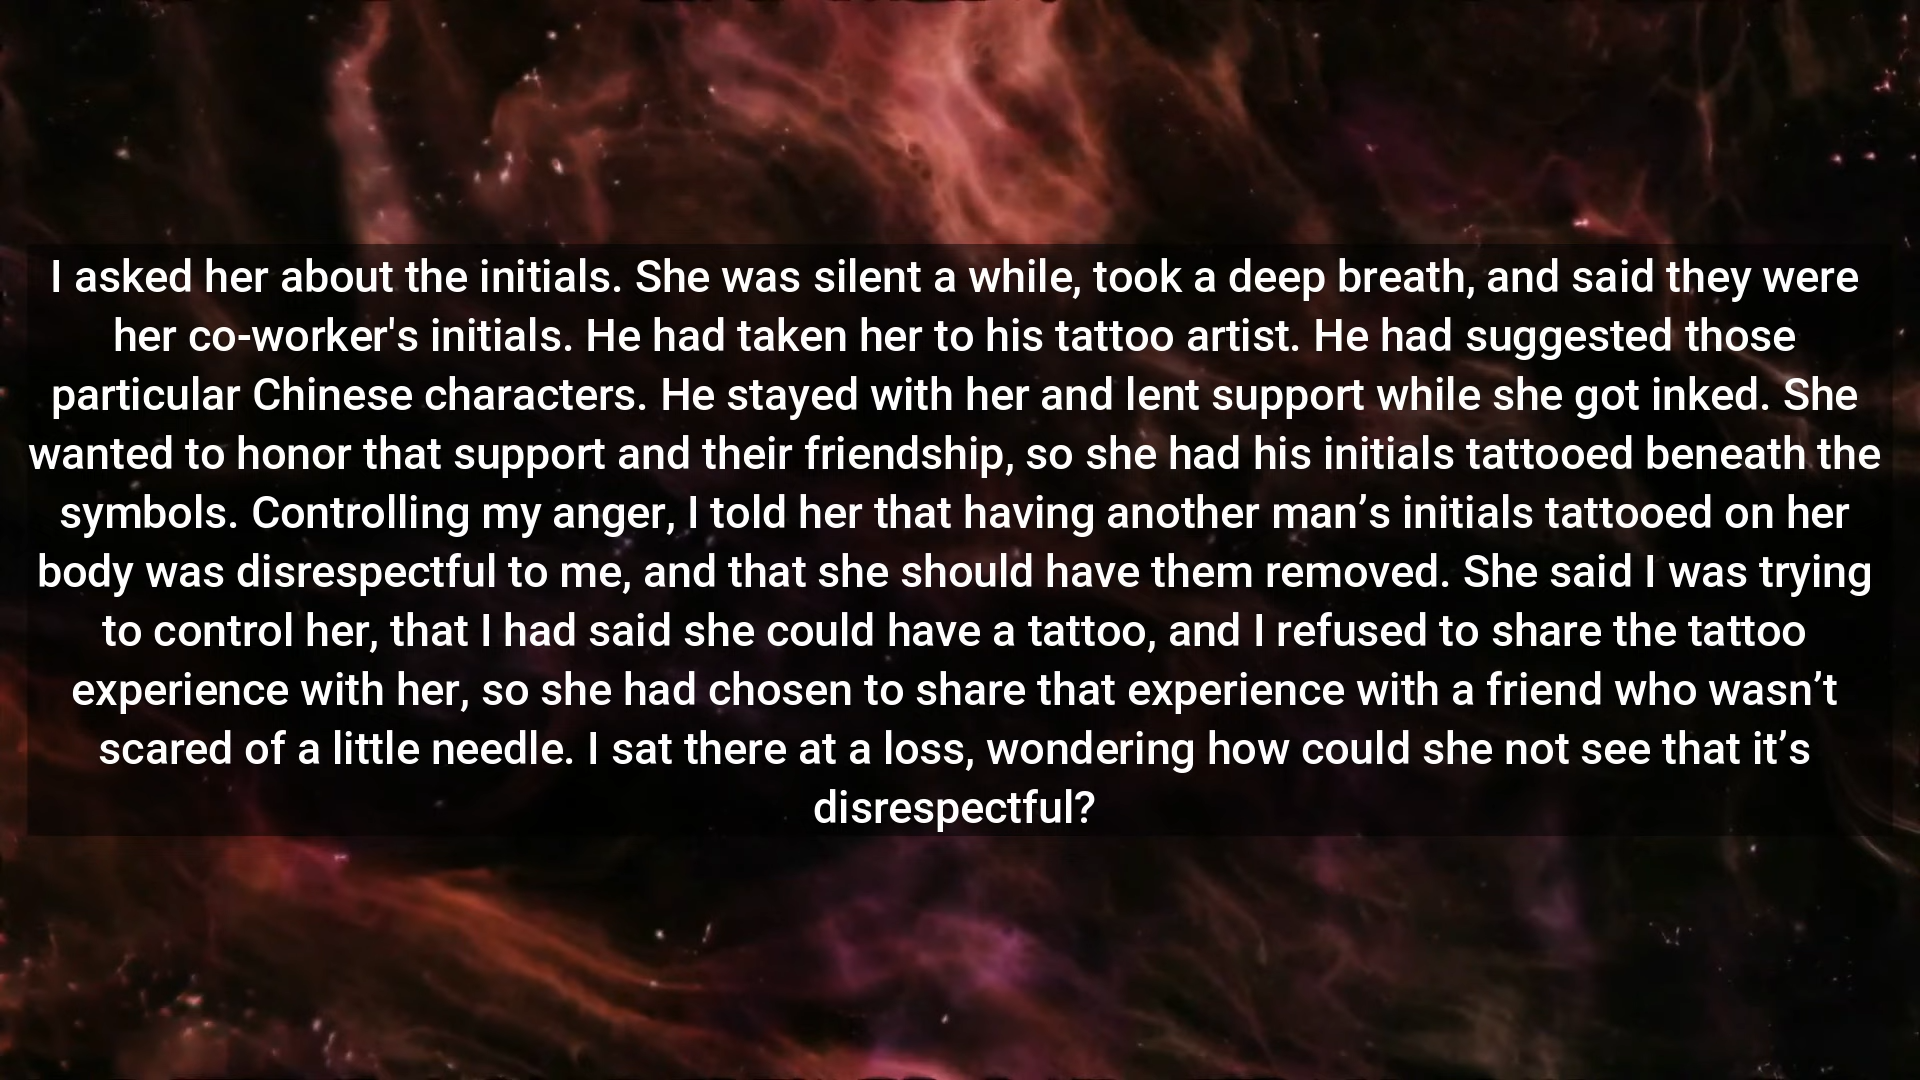 I asked her about the initials. She was silent a while, took a deep breath, and said they were
her co-worker's initials. He had taken her to his tattoo artist. He had suggested those
particular Chinese characters. He stayed with her and lent support while she got inked. She
wanted to honor that support and their friendship, so she had his initials tattooed beneath the
symbols. Controlling my anger, I told her that having another man’s initials tattooed on her
body was disrespectful to me, and that she should have them removed. She said I was trying
to control her, that I had said she could have a tattoo, and I refused to share the tattoo
experience with her, so she had chosen to share that experience with a friend who wasn’t
scared of a little needle. I sat there at a loss, wondering how could she not see that it’s
disrespectful?